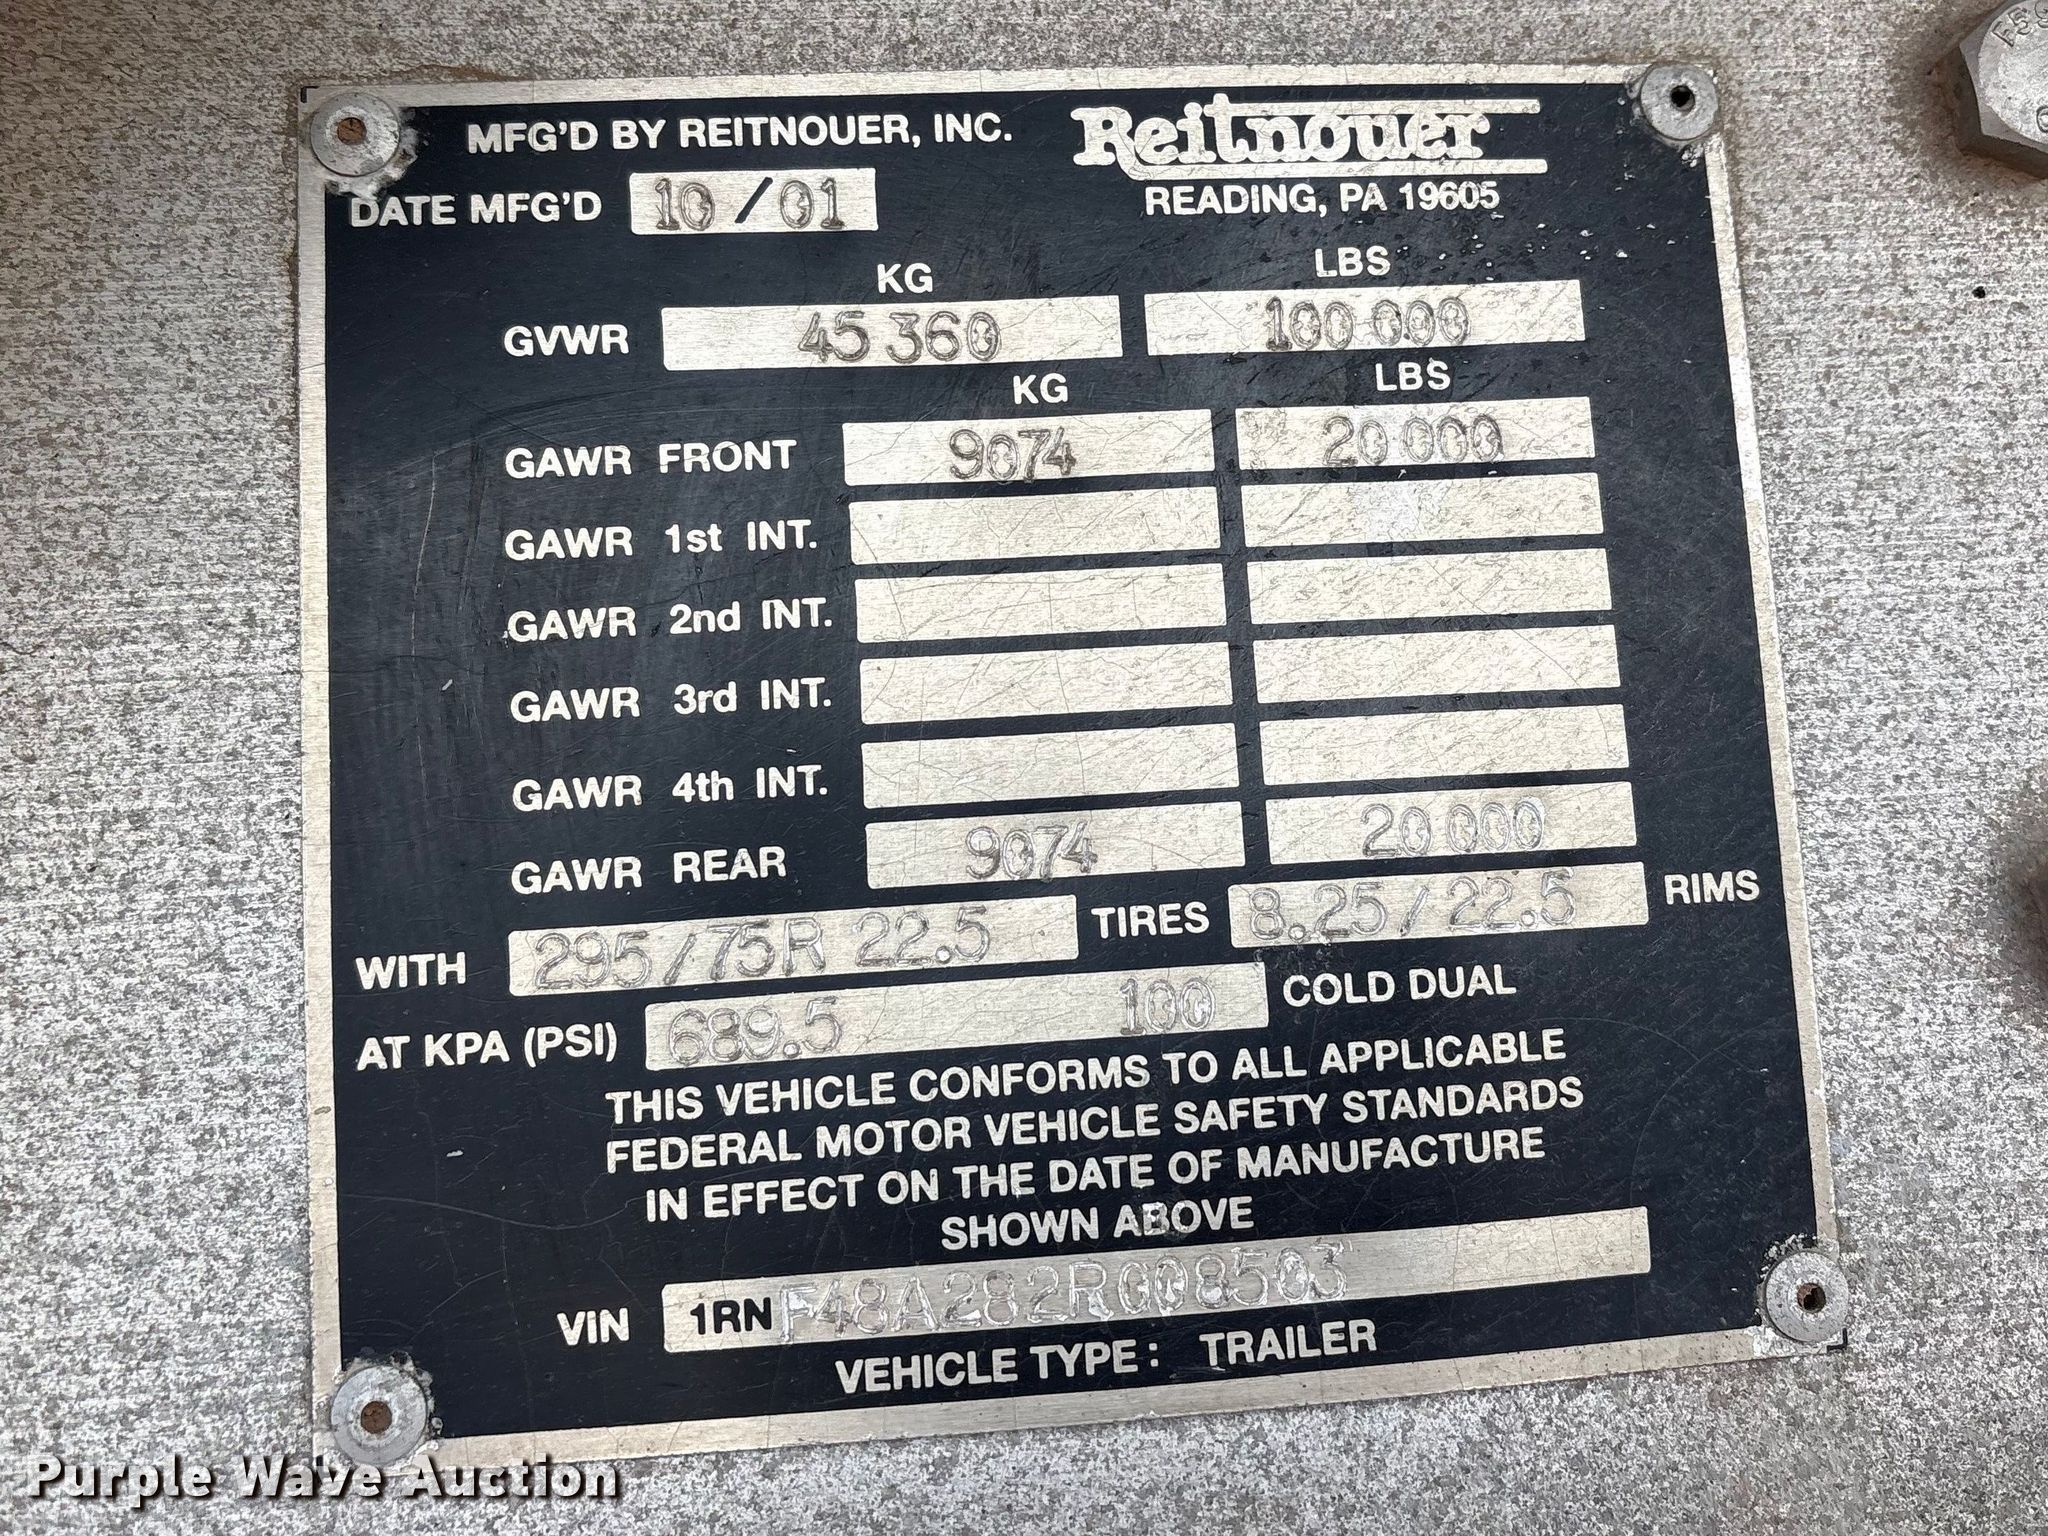 MFG'D BY REITNOUER, INC. Reitnouer
DATE MFG'D 10/01 READING, PA 19605
KG LBS
GVWR 45 360 100 000
KG LBS
GAWR FRONT 9074 20 000
GAWR 1st INT.
GAWR 2nd INT.
GAWR 3rd INT.
GAWR 4th INT.
GAWR REAR 9074 20 000
WITH 295/75R 22.5 TIRES 8.25/22.5 RIMS
AT KPA (PSI) 689.5 100 COLD DUAL
THIS VEHICLE CONFORMS TO ALL APPLICABLE
FEDERAL MOTOR VEHICLE SAFETY STANDARDS
IN EFFECT ON THE DATE OF MANUFACTURE
SHOWN ABOVE
VIN 1RNF48A282R008503
VEHICLE TYPE: TRAILER
Purple Wave Auction